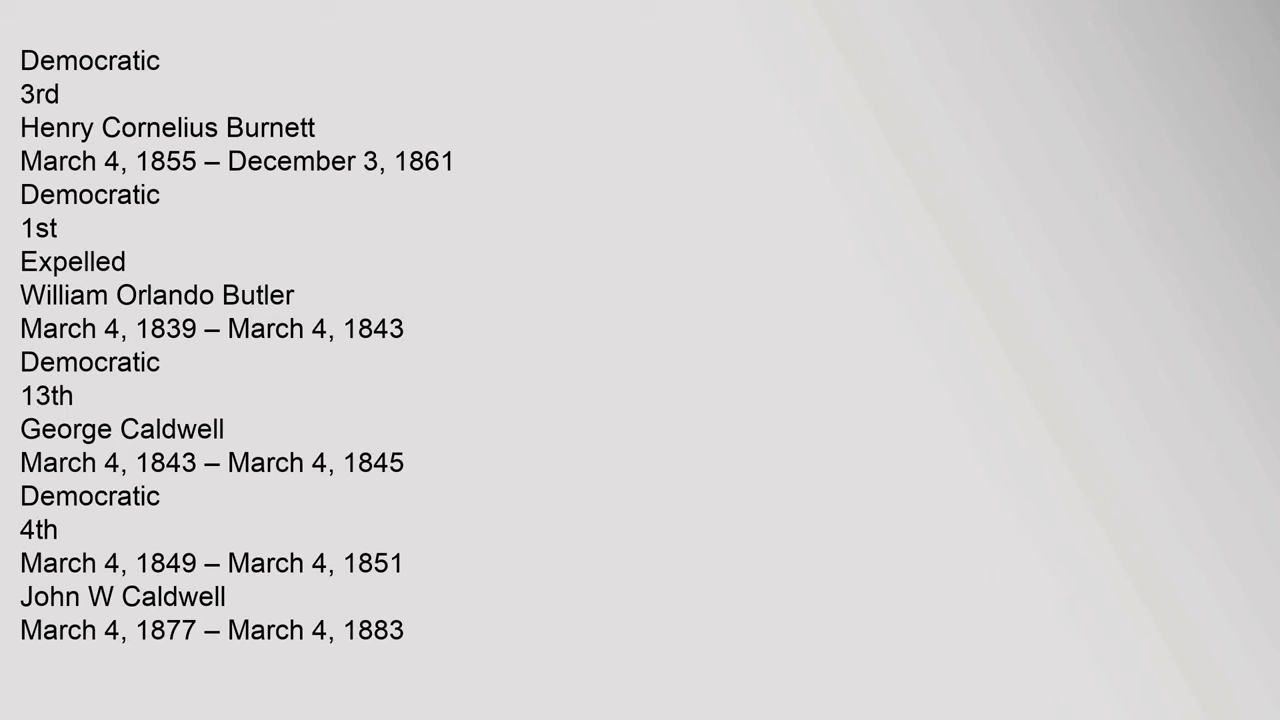 Democratic
3rd
Henry Cornelius Burnett
March 4, 1855 – December 3, 1861
Democratic
1st
Expelled
William Orlando Butler
March 4, 1839 – March 4, 1843
Democratic
13th
George Caldwell
March 4, 1843 – March 4, 1845
Democratic
4th
March 4, 1849 – March 4, 1851
John W Caldwell
March 4, 1877 – March 4, 1883